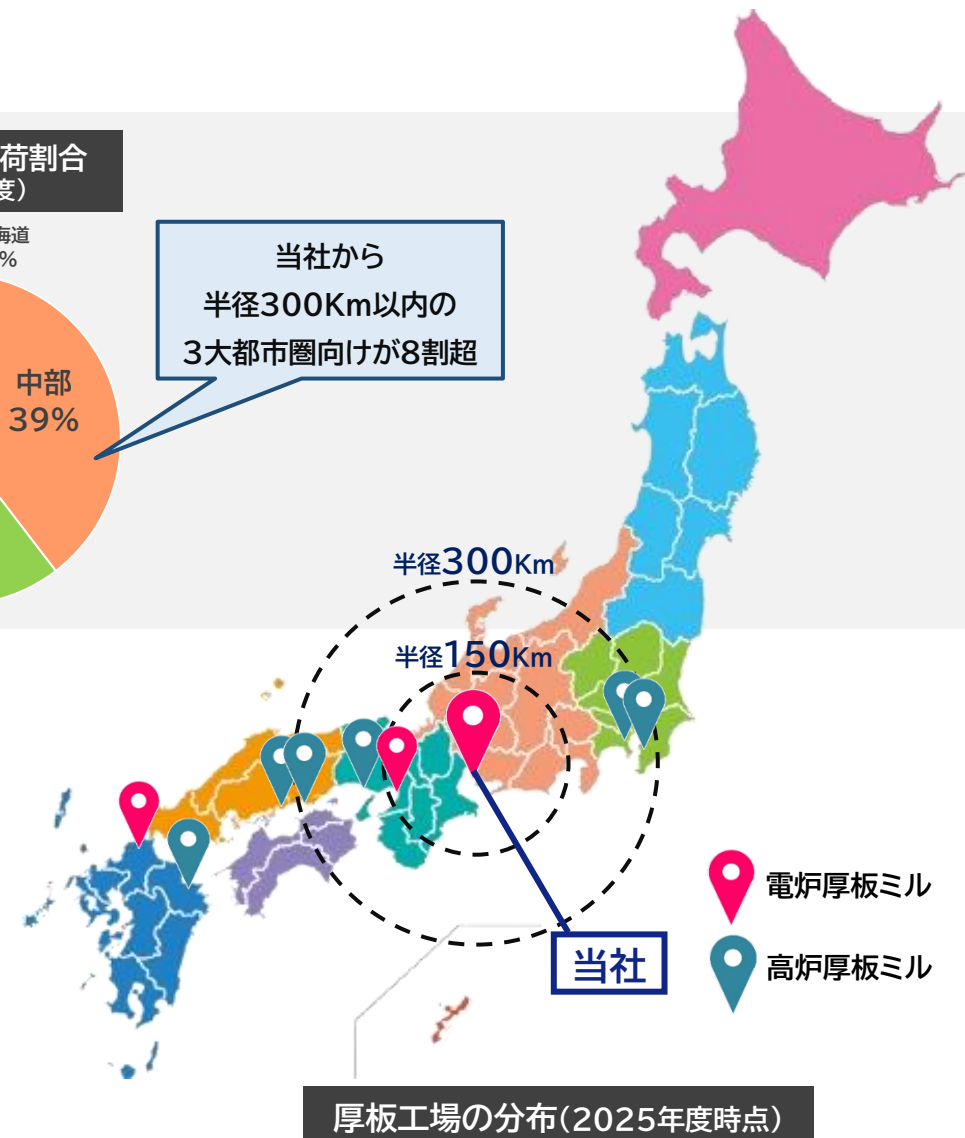 荷割合
度）
海道
%
当社から
半径300Km以内の
3大都市圏向けが8割超
中部
39%
半径300Km
半径150Km
電炉厚板ミル
当社
高炉厚板ミル
厚板工場の分布（2025年度時点）